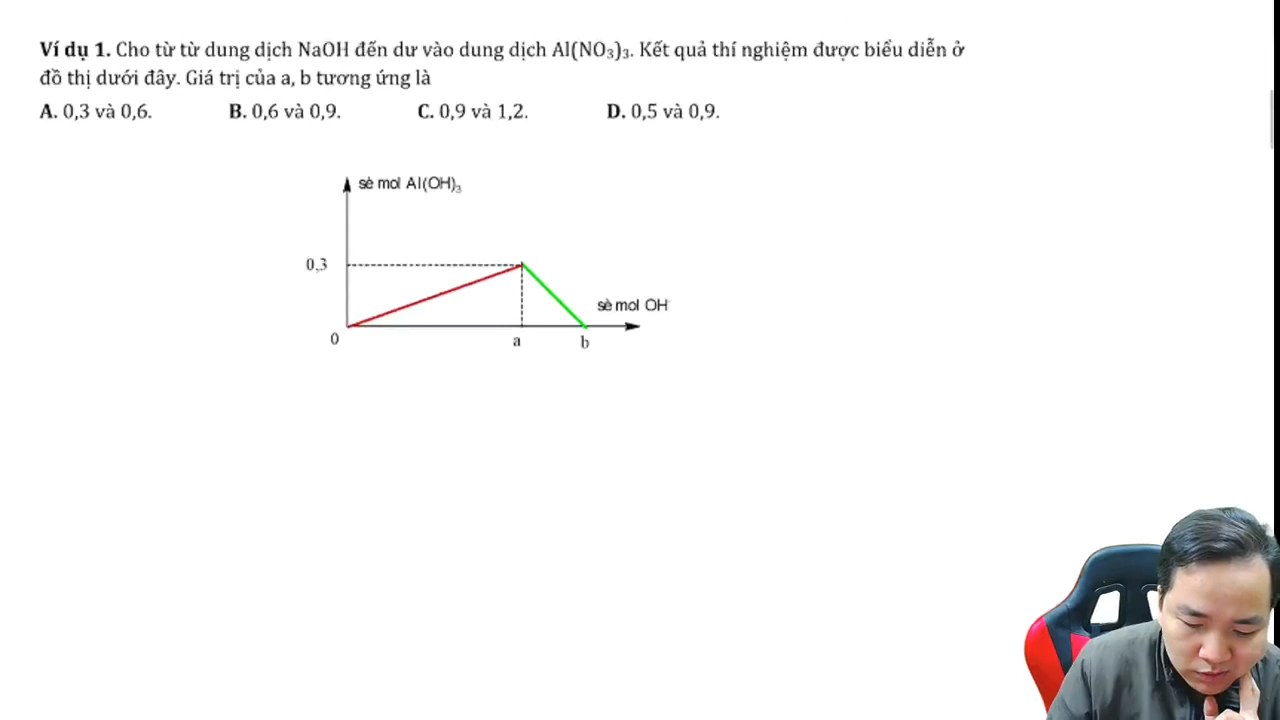 Ví dụ 1. Cho từ từ dung dịch NaOH đến dư vào dung dịch Al(NO₃)₃. Kết quả thí nghiệm được biểu diễn ở
đồ thị dưới đây. Giá trị của a, b tương ứng là
A. 0,3 và 0,6. B. 0,6 và 0,9. C. 0,9 và 1,2. D. 0,5 và 0,9.
sè mol Al(OH)₃
0,3
sè mol OH
0 a b